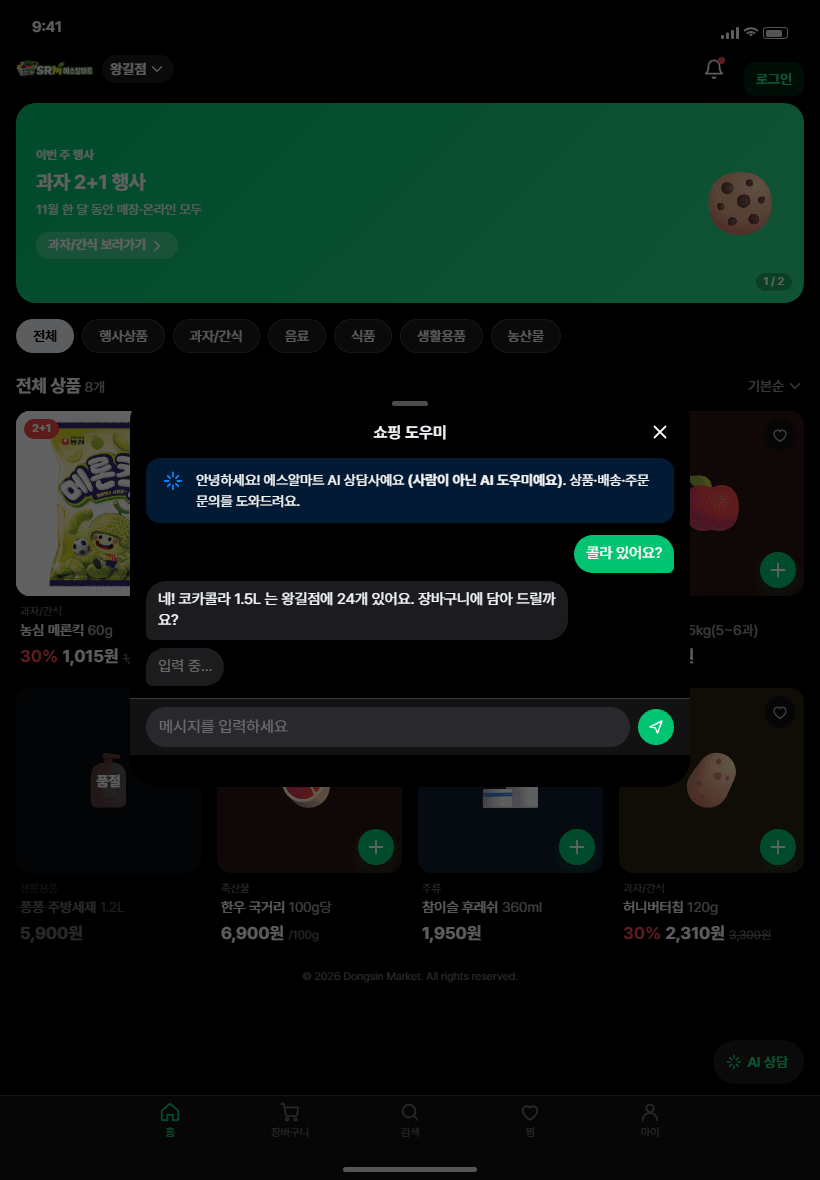 9:41
SRM 에스알마트
왕길점
로그인
이번 주 행사
과자 2+1 행사
11월 한 달 동안 매장·온라인 모두
과자/간식 보러가기
1 / 2
전체
행사상품
과자/간식
음료
식품
생활용품
농산물
전체 상품 8개
기본순
2+1
농심
메론킥
쇼핑 도우미
안녕하세요! 에스알마트 AI 상담사예요 (사람이 아닌 AI 도우미예요). 상품·배송·주문
문의를 도와드려요.
콜라 있어요?
네! 코카콜라 1.5L 는 왕길점에 24개 있어요. 장바구니에 담아 드릴까
요?
입력 중...
메시지를 입력하세요
과자/간식
농심 메론킥 60g
30% 1,015원
5kg(5~6과)
품절
생활용품
퐁퐁 주방세제 1.2L
5,900원
축산물
한우 국거리 100g당
6,900원 /100g
주류
참이슬 후레쉬 360ml
1,950원
과자/간식
허니버터칩 120g
30% 2,310원 3,300원
© 2026 Dongsin Market. All rights reserved.
AI 상담
홈
장바구니
검색
찜
마이